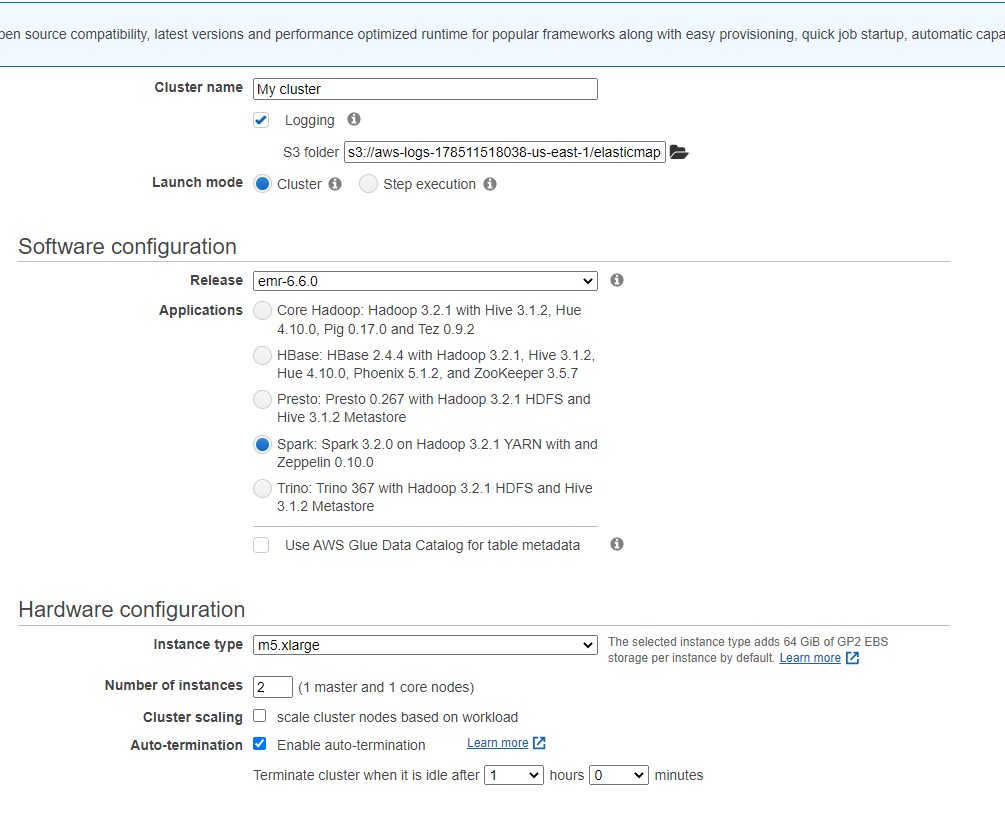 pen source compatibility, latest versions and performance optimized runtime for popular frameworks along with easy provisioning, quick job startup, automatic capa
Cluster name My cluster
Logging
S3 folder s3://aws-logs-178511518038-us-east-1/elasticmap
Launch mode Cluster Step execution
Software configuration
Release emr-6.6.0
Applications Core Hadoop: Hadoop 3.2.1 with Hive 3.1.2, Hue
4.10.0, Pig 0.17.0 and Tez 0.9.2
HBase: HBase 2.4.4 with Hadoop 3.2.1, Hive 3.1.2,
Hue 4.10.0, Phoenix 5.1.2, and ZooKeeper 3.5.7
Presto: Presto 0.267 with Hadoop 3.2.1 HDFS and
Hive 3.1.2 Metastore
Spark: Spark 3.2.0 on Hadoop 3.2.1 YARN with and
Zeppelin 0.10.0
Trino: Trino 367 with Hadoop 3.2.1 HDFS and Hive
3.1.2 Metastore
Use AWS Glue Data Catalog for table metadata
Hardware configuration
Instance type m5.xlarge
The selected instance type adds 64 GiB of GP2 EBS
storage per instance by default. Learn more
Number of instances 2 (1 master and 1 core nodes)
Cluster scaling scale cluster nodes based on workload
Auto-termination Enable auto-termination Learn more
Terminate cluster when it is idle after 1 hours 0 minutes